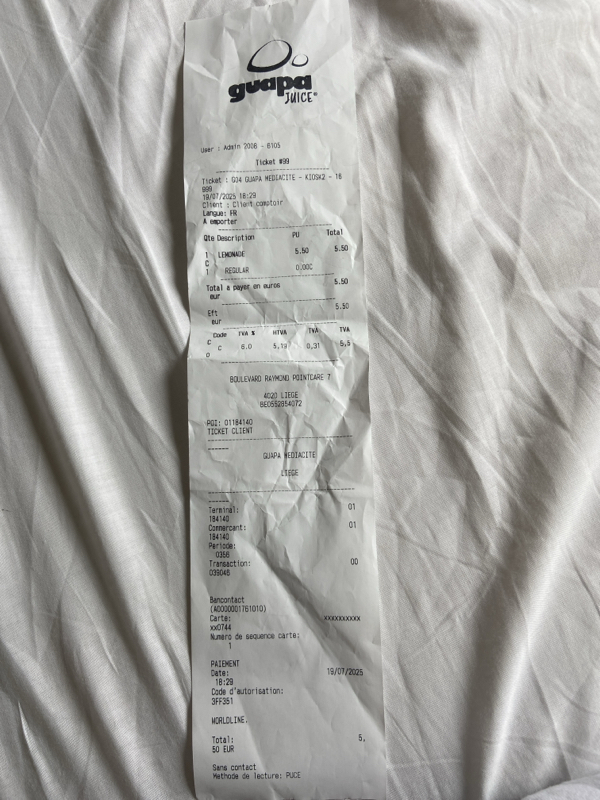 guapa
JUICE®
User : Admin 2006 - 6105
Ticket #99
Ticket : G04 GUAPA MEDIACITE - KIOSK2 - 18
999
19/07/2025 18:29
Client : Client comptoir
Langue: FR
A emporter
Qte Description PU Total
1 LEMONADE 5.50 5.50
C
1 REGULAR 0.00C
Total a payer en euros 5.50
eur
Eft 5.50
eur
Code TVA % HTVA TVA TVA
C C 6.0 5,19 0,31 5,5
0
BOULEVARD RAYMOND POINTCARE 7
4020 LIEGE
BE0552954072
POI: 01184140
TICKET CLIENT
GUAPA MEDIACITE
LIEGE
Terminal: 01
184140
Commercant: 01
184140
Periode:
0356
Transaction: 00
039046
Bancontact
(A0000001761010)
Carte: xxxxxxxxxx
xx0744
Numero de sequence carte:
1
PAIEMENT
Date: 19/07/2025
18:29
Code d'autorisation:
3FF351
WORLDLINE.
Total: 5,
50 EUR
Sans contact
Methode de lecture: PUCE